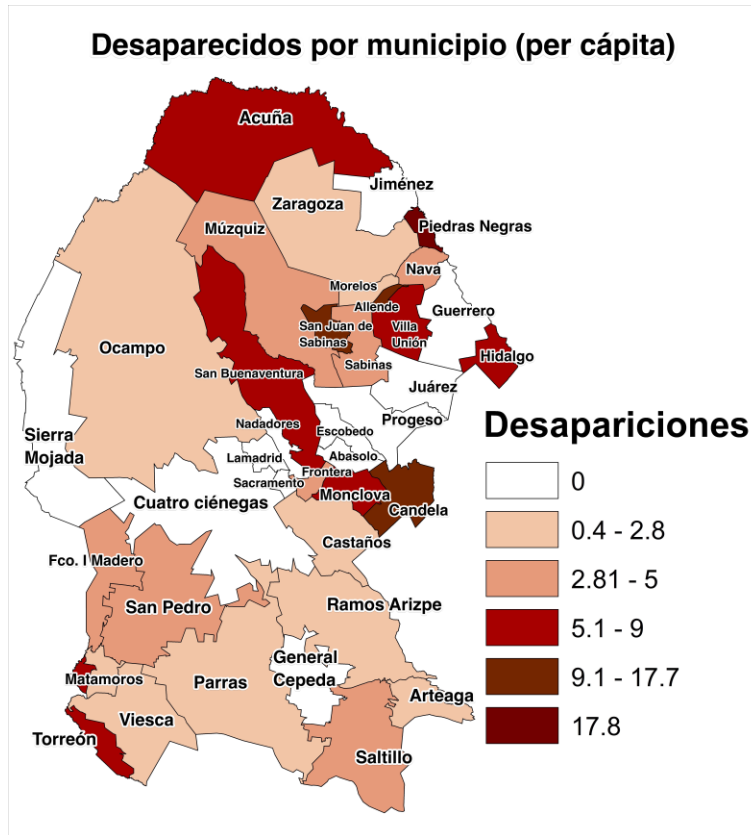 Desaparecidos por municipio (per cápita)
Acuña
Jiménez
Zaragoza
Piedras Negras
Múzquiz
Nava
Morelos
Allende
Guerrero
San Juan de
Sabinas
Villa
Unión
Ocampo
Hidalgo
Sabinas
San Buenaventura
Juárez
Progeso
Nadadores
Escobedo
Sierra
Mojada
Lamadrid
Abasolo
Frontera
Sacramento
Monclova
Cuatro ciénegas
Candela
Castaños
Fco. I Madero
San Pedro
Ramos Arizpe
General
Cepeda
Matamoros
Parras
Arteaga
Viesca
Torreón
Saltillo
Desapariciones
0
0.4 - 2.8
2.81 - 5
5.1 - 9
9.1 - 17.7
17.8